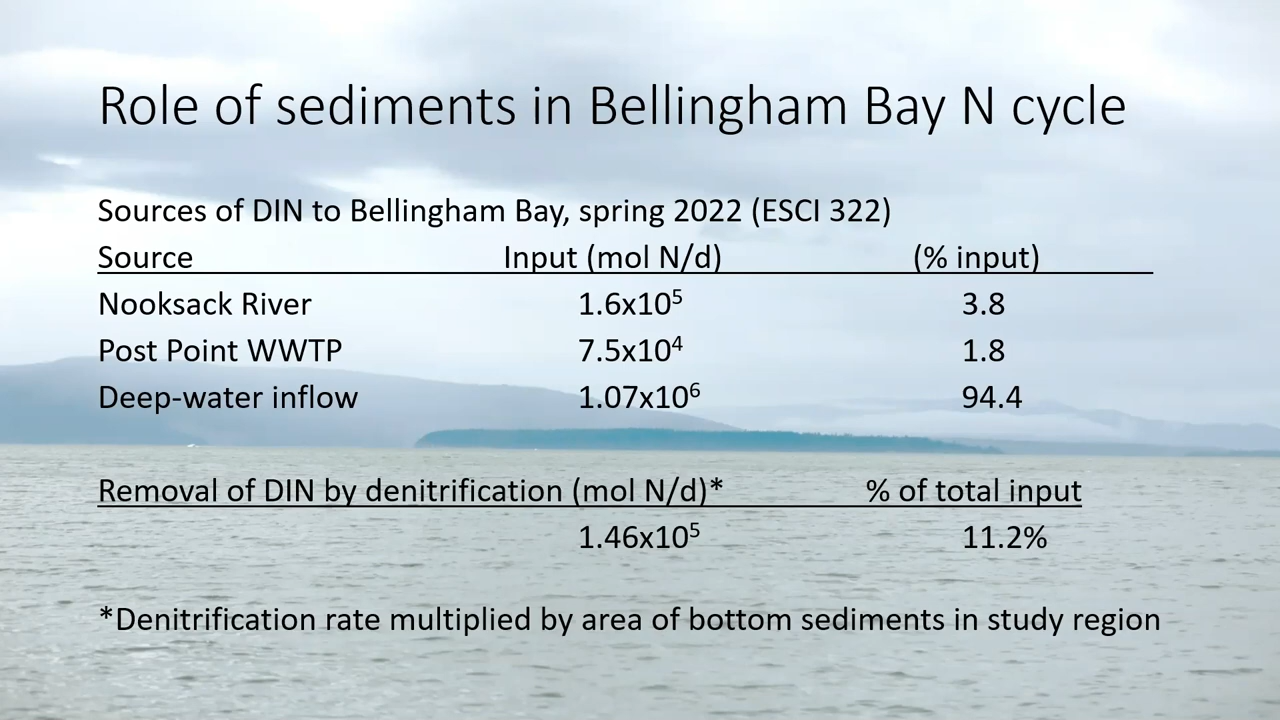 Role of sediments in Bellingham Bay N cycle
Sources of DIN to Bellingham Bay, spring 2022 (ESCI 322)
Source Input (mol N/d) (% input)
Nooksack River 1.6x10⁵ 3.8
Post Point WWTP 7.5x10⁴ 1.8
Deep-water inflow 1.07x10⁶ 94.4
Removal of DIN by denitrification (mol N/d)* % of total input
1.46x10⁵ 11.2%
*Denitrification rate multiplied by area of bottom sediments in study region